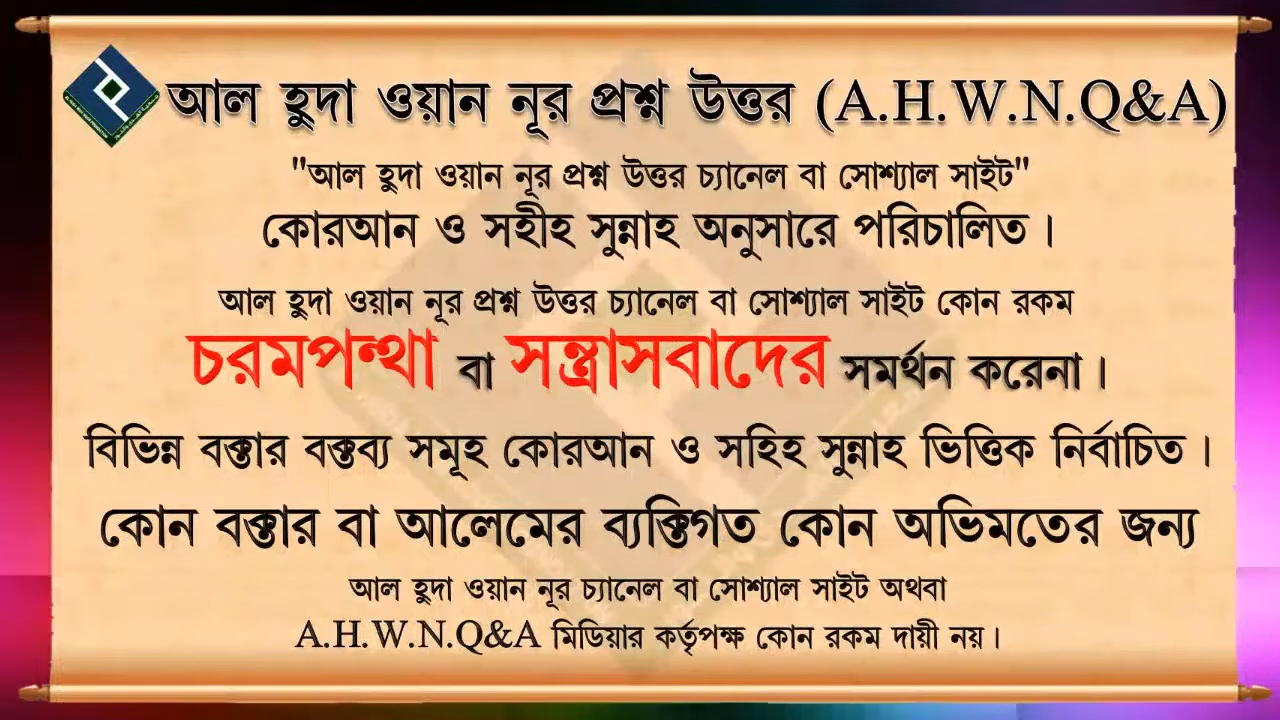 আল হুদা ওয়ান নূর প্রশ্ন উত্তর (A.H.W.N.Q&A)
"আল হুদা ওয়ান নূর প্রশ্ন উত্তর চ্যানেল বা সোশ্যাল সাইট"
কোরআন ও সহীহ সুন্নাহ অনুসারে পরিচালিত।
আল হুদা ওয়ান নূর প্রশ্ন উত্তর চ্যানেল বা সোশ্যাল সাইট কোন রকম
চরমপন্থা বা সন্ত্রাসবাদের সমর্থন করেনা।
বিভিন্ন বক্তার বক্তব্য সমূহ কোরআন ও সহিহ সুন্নাহ ভিত্তিক নির্বাচিত।
কোন বক্তার বা আলেমের ব্যক্তিগত কোন অভিমতের জন্য
আল হুদা ওয়ান নূর চ্যানেল বা সোশ্যাল সাইট অথবা
A.H.W.N.Q&A মিডিয়ার কর্তৃপক্ষ কোন রকম দায়ী নয়।